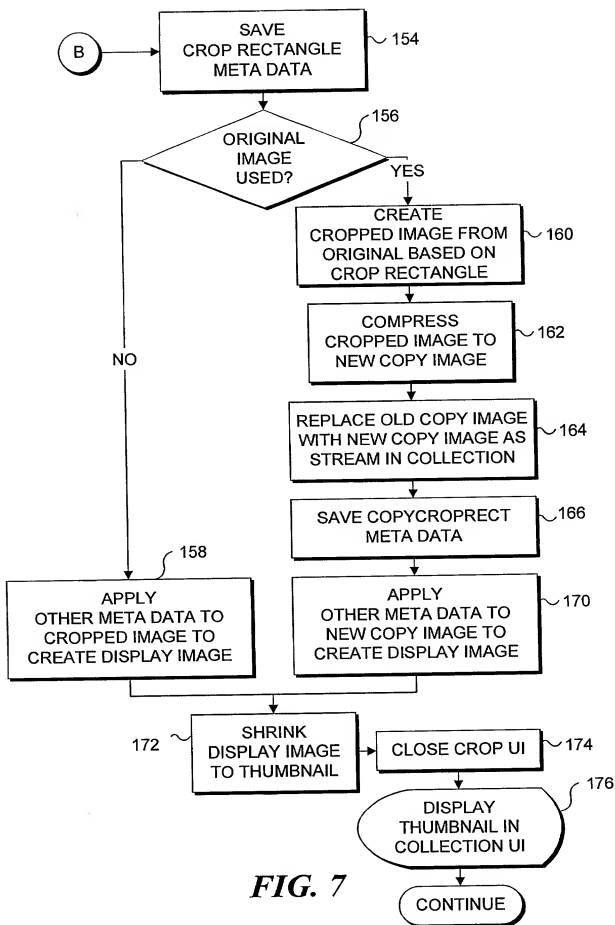 B
SAVE
CROP RECTANGLE
META DATA
154
156
ORIGINAL
IMAGE
USED?
YES
CREATE
CROPPED IMAGE FROM
ORIGINAL BASED ON
CROP RECTANGLE
160
COMPRESS
CROPPED IMAGE TO
NEW COPY IMAGE
162
NO
REPLACE OLD COPY IMAGE
WITH NEW COPY IMAGE AS
STREAM IN COLLECTION
164
SAVE COPYCROPRECT
META DATA
166
158
APPLY
OTHER META DATA TO
CROPPED IMAGE TO
CREATE DISPLAY IMAGE
APPLY
OTHER META DATA TO
NEW COPY IMAGE TO
CREATE DISPLAY IMAGE
170
172
SHRINK
DISPLAY IMAGE
TO THUMBNAIL
CLOSE CROP UI
174
176
DISPLAY
THUMBNAIL IN
COLLECTION UI
FIG. 7
CONTINUE